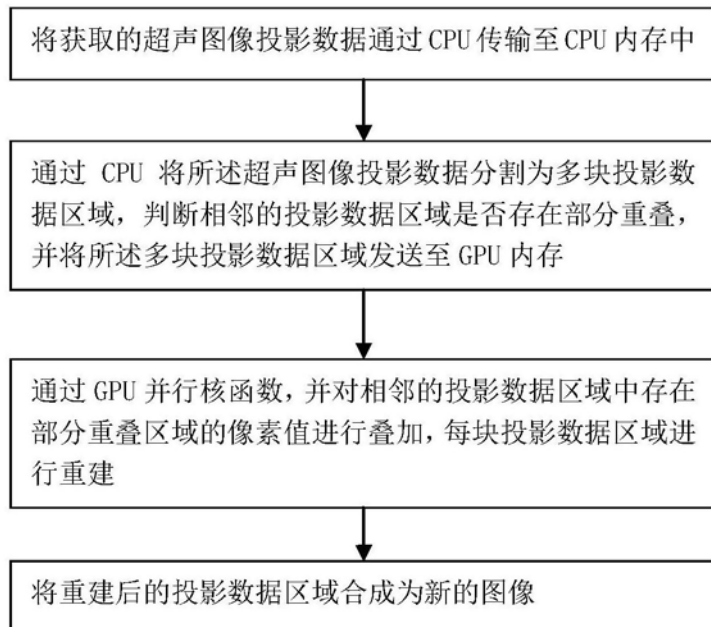 将获取的超声图像投影数据通过CPU传输至CPU内存中
通过 CPU 将所述超声图像投影数据分割为多块投影数
据区域，判断相邻的投影数据区域是否存在部分重叠，
并将所述多块投影数据区域发送至 GPU 内存
通过 GPU 并行核函数，并对相邻的投影数据区域中存在
部分重叠区域的像素值进行叠加，每块投影数据区域进
行重建
将重建后的投影数据区域合成为新的图像